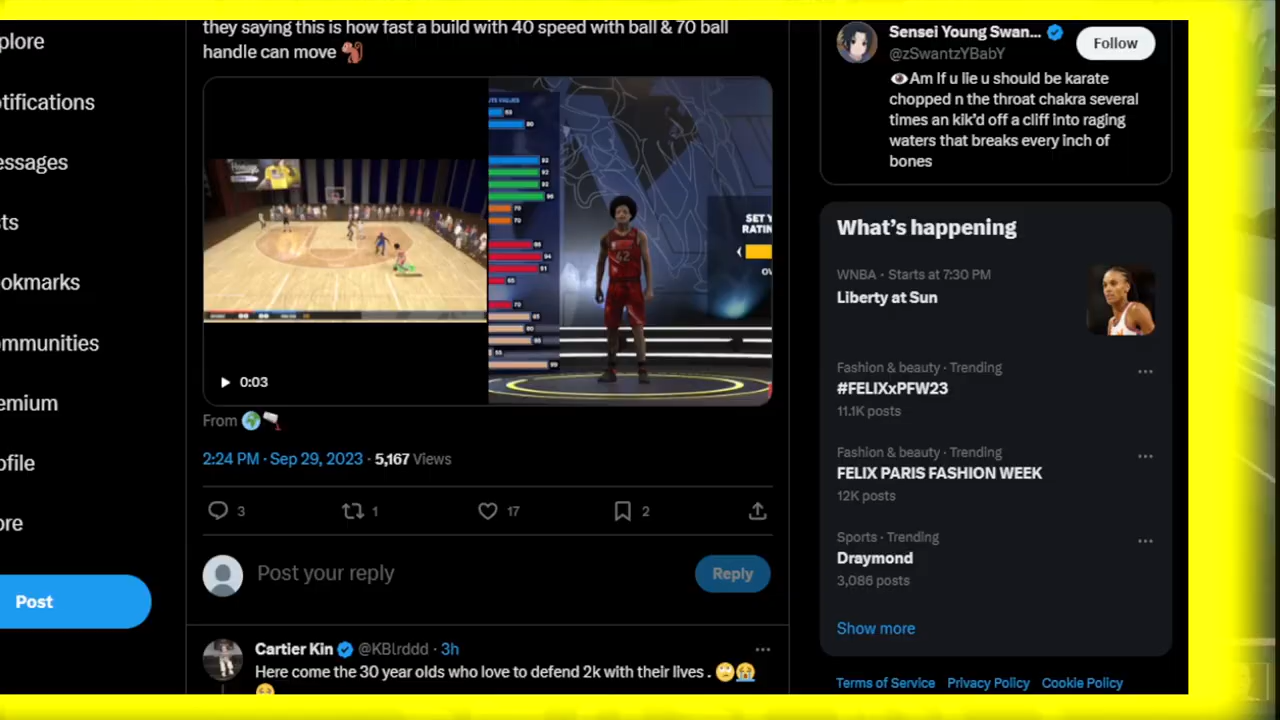 plore
otifications
essages
sts
okmarks
ommunities
emium
ofile
ore
Post
they saying this is how fast a build with 40 speed with ball & 70 ball
handle can move 🐿️
42
SET Y
RATIN
0:03
From 🌍
2:24 PM · Sep 29, 2023 · 5,167 Views
3
1
17
2
Post your reply
Reply
Cartier Kin @KBlrddd · 3h
Here come the 30 year olds who love to defend 2k with their lives . 🙄😭
Sensei Young Swan...
@zSwantzYBabY
Follow
👁️Am If u lie u should be karate
chopped n the throat chakra several
times an kik’d off a cliff into raging
waters that breaks every inch of
bones
What’s happening
WNBA · Starts at 7:30 PM
Liberty at Sun
Fashion & beauty · Trending
#FELIXxPFW23
11.1K posts
Fashion & beauty · Trending
FELIX PARIS FASHION WEEK
12K posts
Sports · Trending
Draymond
3,086 posts
Show more
Terms of Service Privacy Policy Cookie Policy